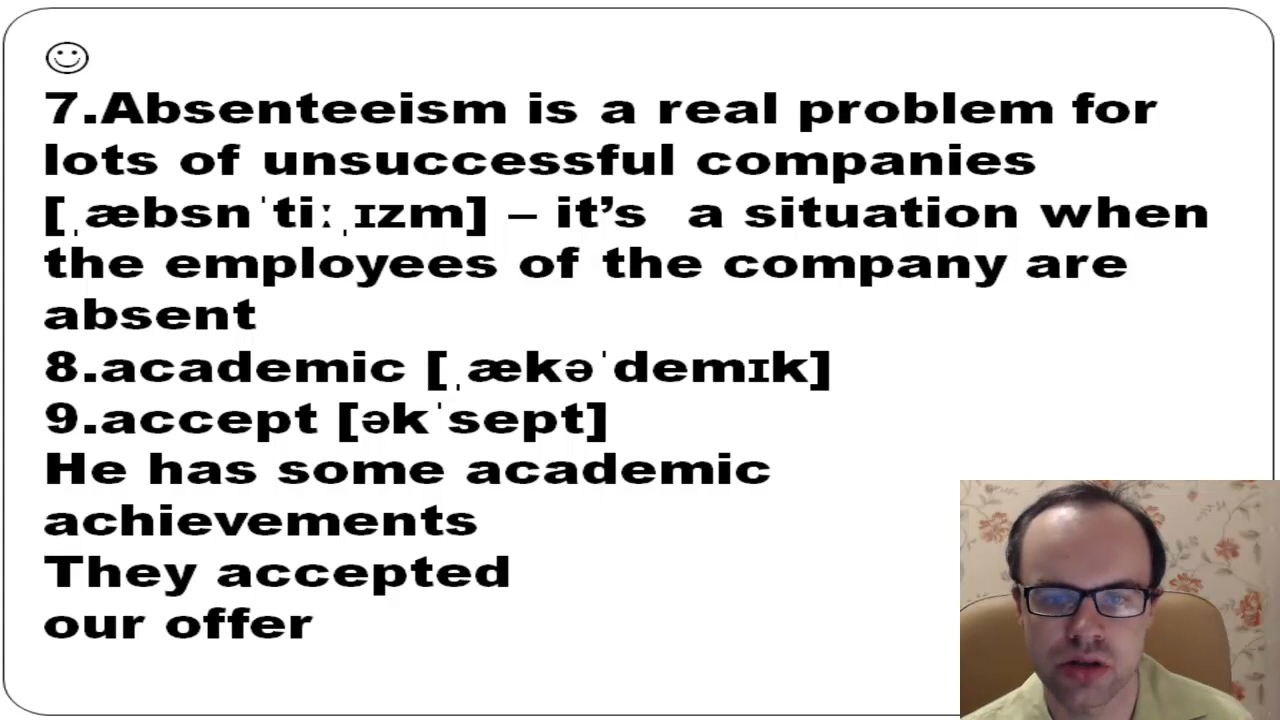 ☺
7.Absenteeism is a real problem for
lots of unsuccessful companies
[ˌæbsnˈtiːˌɪzm] – it’s  a situation when
the employees of the company are
absent
8.academic [ˌækəˈdemɪk]
9.accept [əkˈsept]
He has some academic
achievements
They accepted
our offer